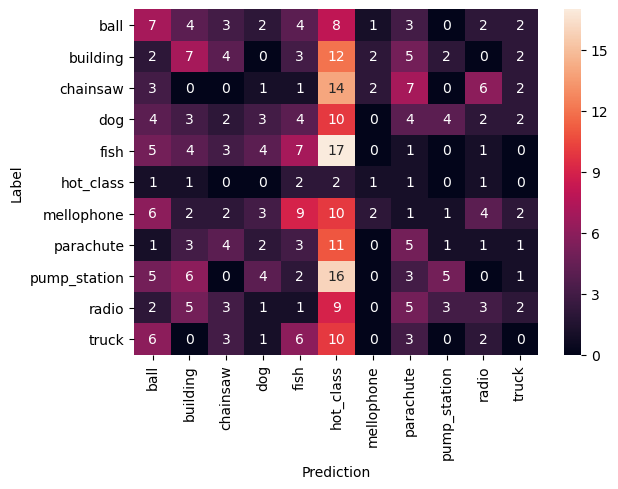 ball 7 4 3 2 4 8 1 3 0 2 2
building 2 7 4 0 3 12 2 5 2 0 2
chainsaw 3 0 0 1 1 14 2 7 0 6 2
dog 4 3 2 3 4 10 0 4 4 2 2
fish 5 4 3 4 7 17 0 1 0 1 0
hot_class 1 1 0 0 2 2 1 1 0 1 0
mellophone 6 2 2 3 9 10 2 1 1 4 2
parachute 1 3 4 2 3 11 0 5 1 1 1
pump_station 5 6 0 4 2 16 0 3 5 0 1
radio 2 5 3 1 1 9 0 5 3 3 2
truck 6 0 3 1 6 10 0 3 0 2 0
Label
ball building chainsaw dog fish hot_class mellophone parachute pump_station radio truck
Prediction
15
12
9
6
3
0